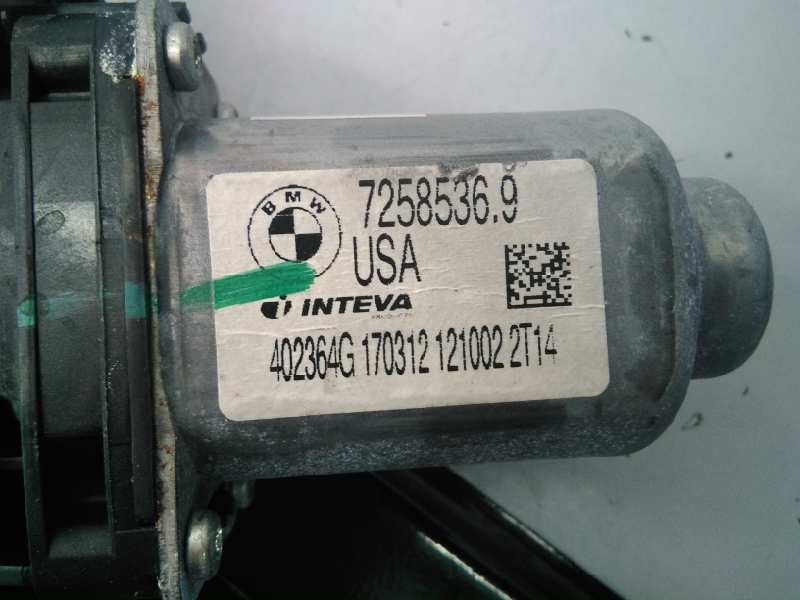 BMW
7258536.9
USA
INTEVA
402364G 170312 121002 2T14